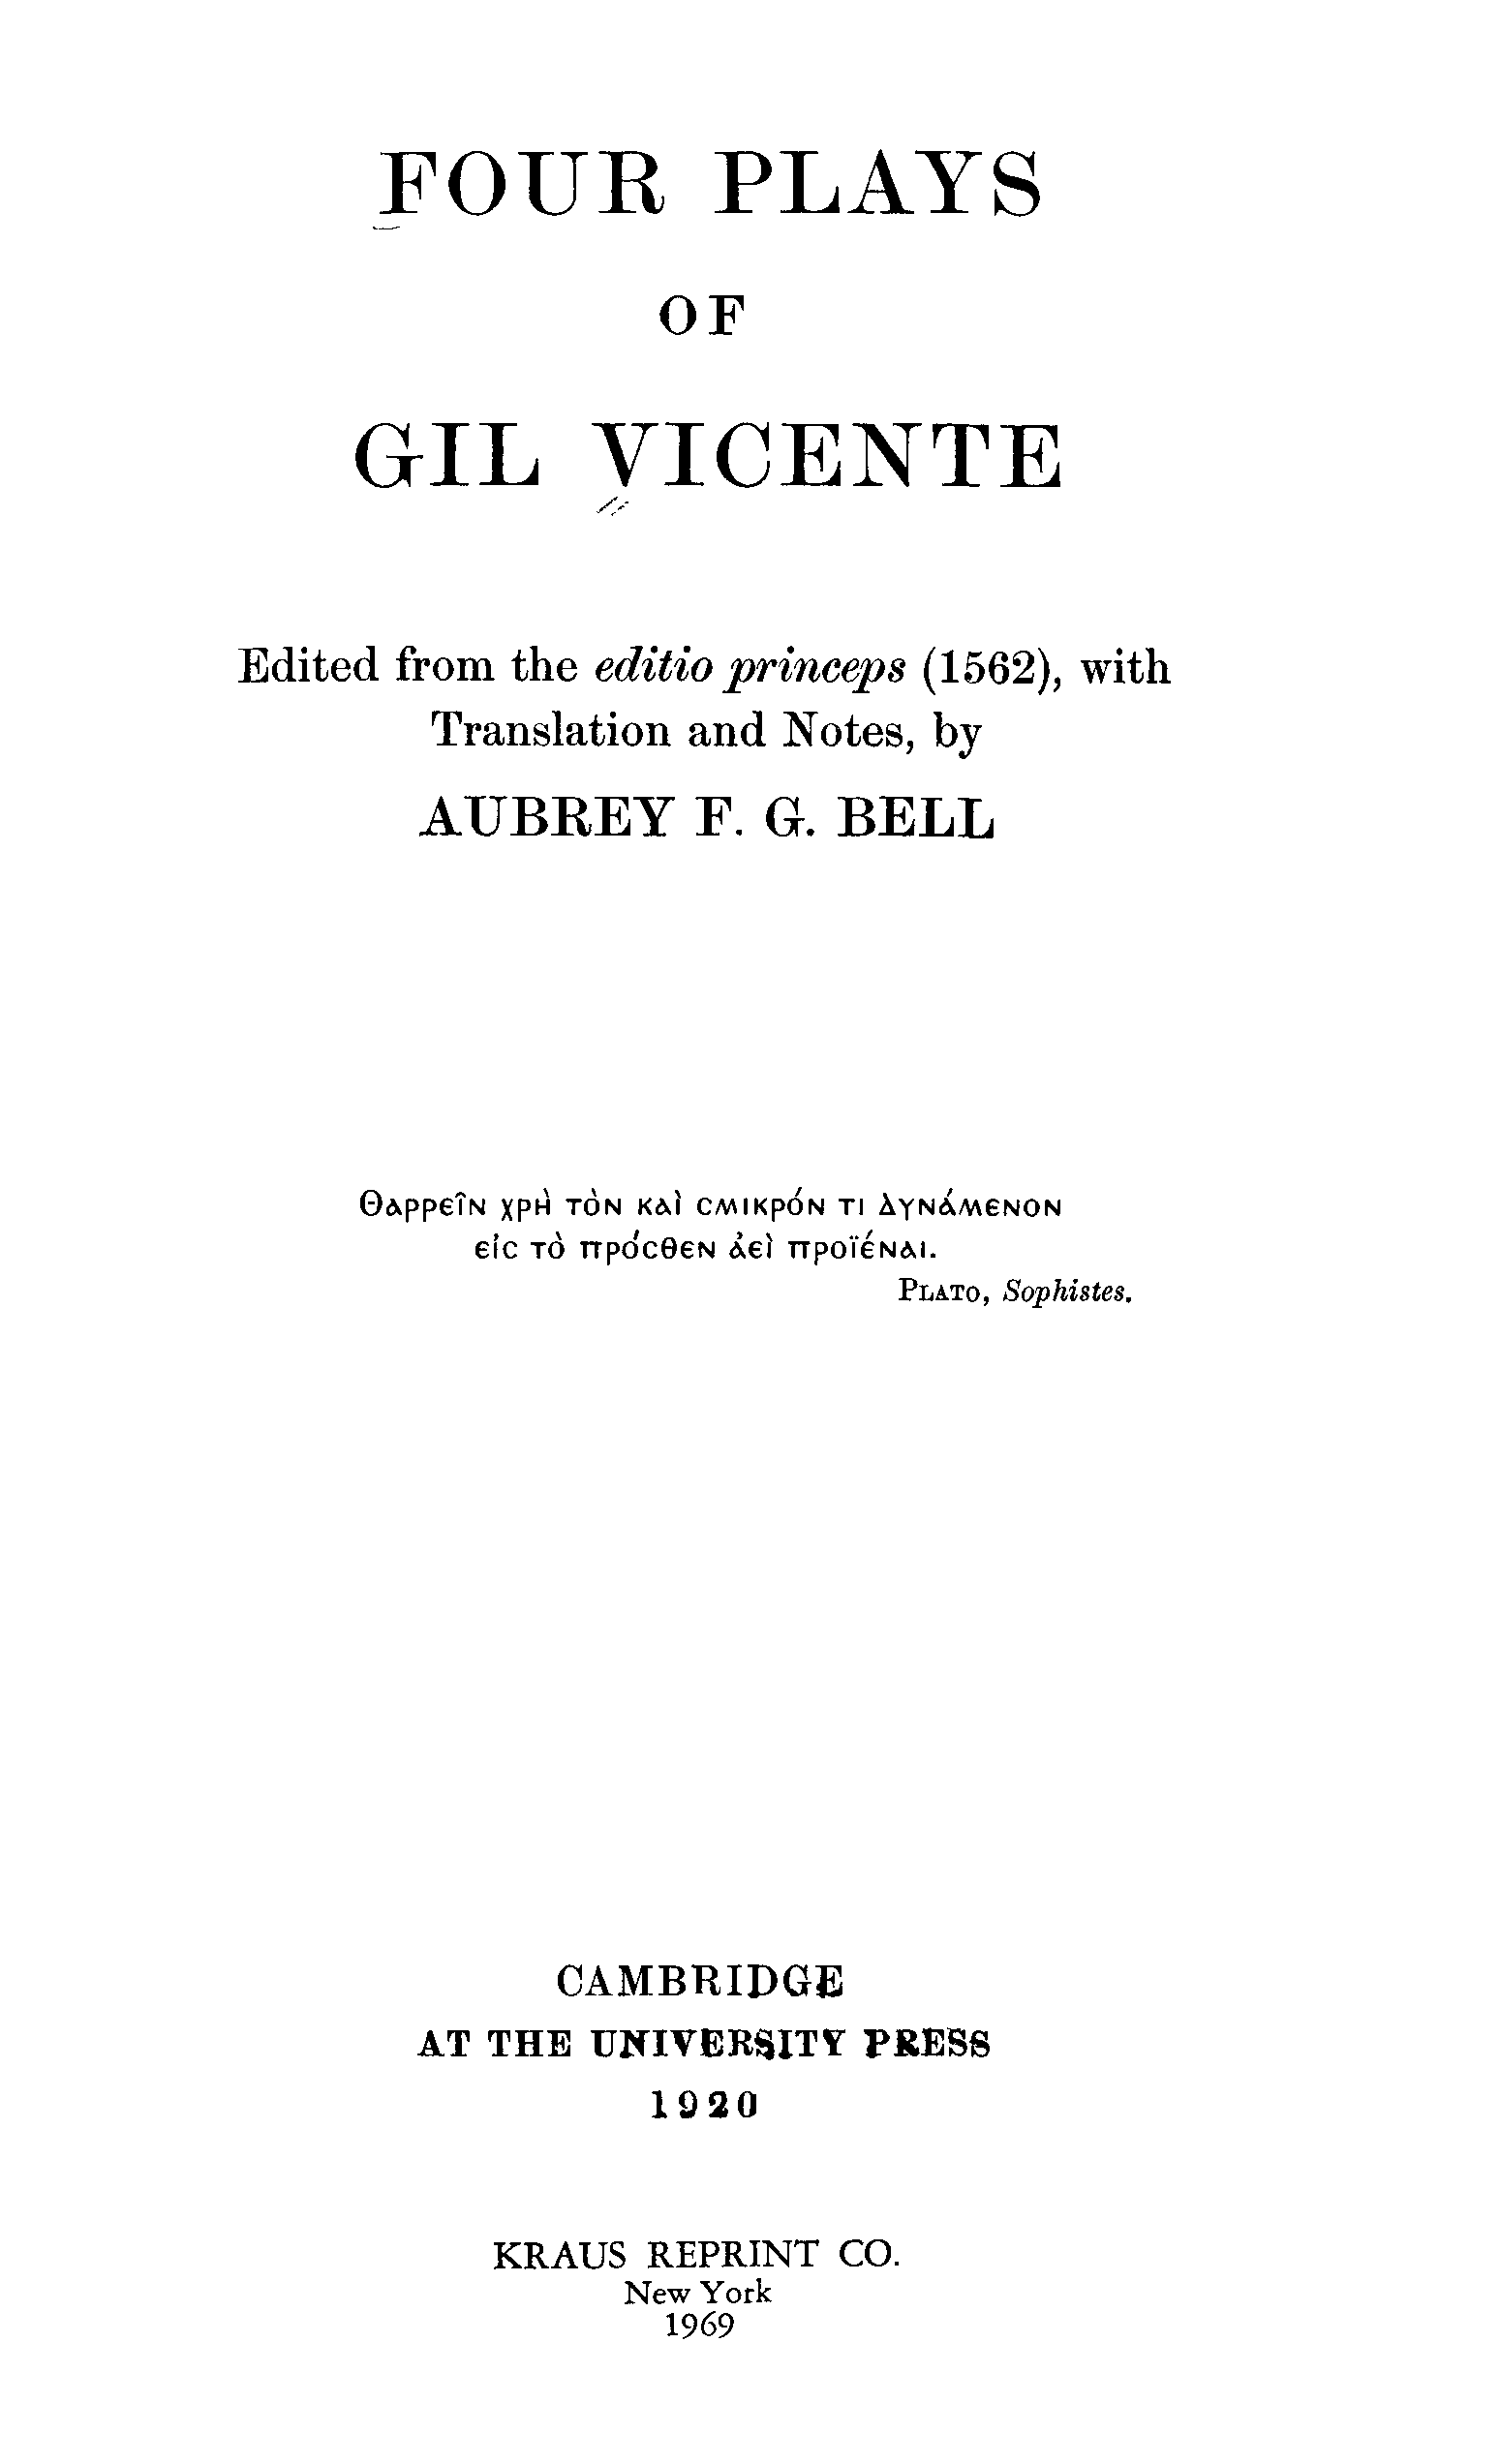 FOUR PLAYS
OF
GIL VICENTE
Edited from the editio princeps (1562), with
Translation and Notes, by
AUBREY F. G. BELL
Θαρρεῖν χρὴ τὸν καὶ σμικρόν τι δυνάμενον
εἰς τὸ πρόσθεν ἀεὶ προϊέναι.
PLATO, Sophistes.
CAMBRIDGE
AT THE UNIVERSITY PRESS
1920
KRAUS REPRINT CO.
New York
1969